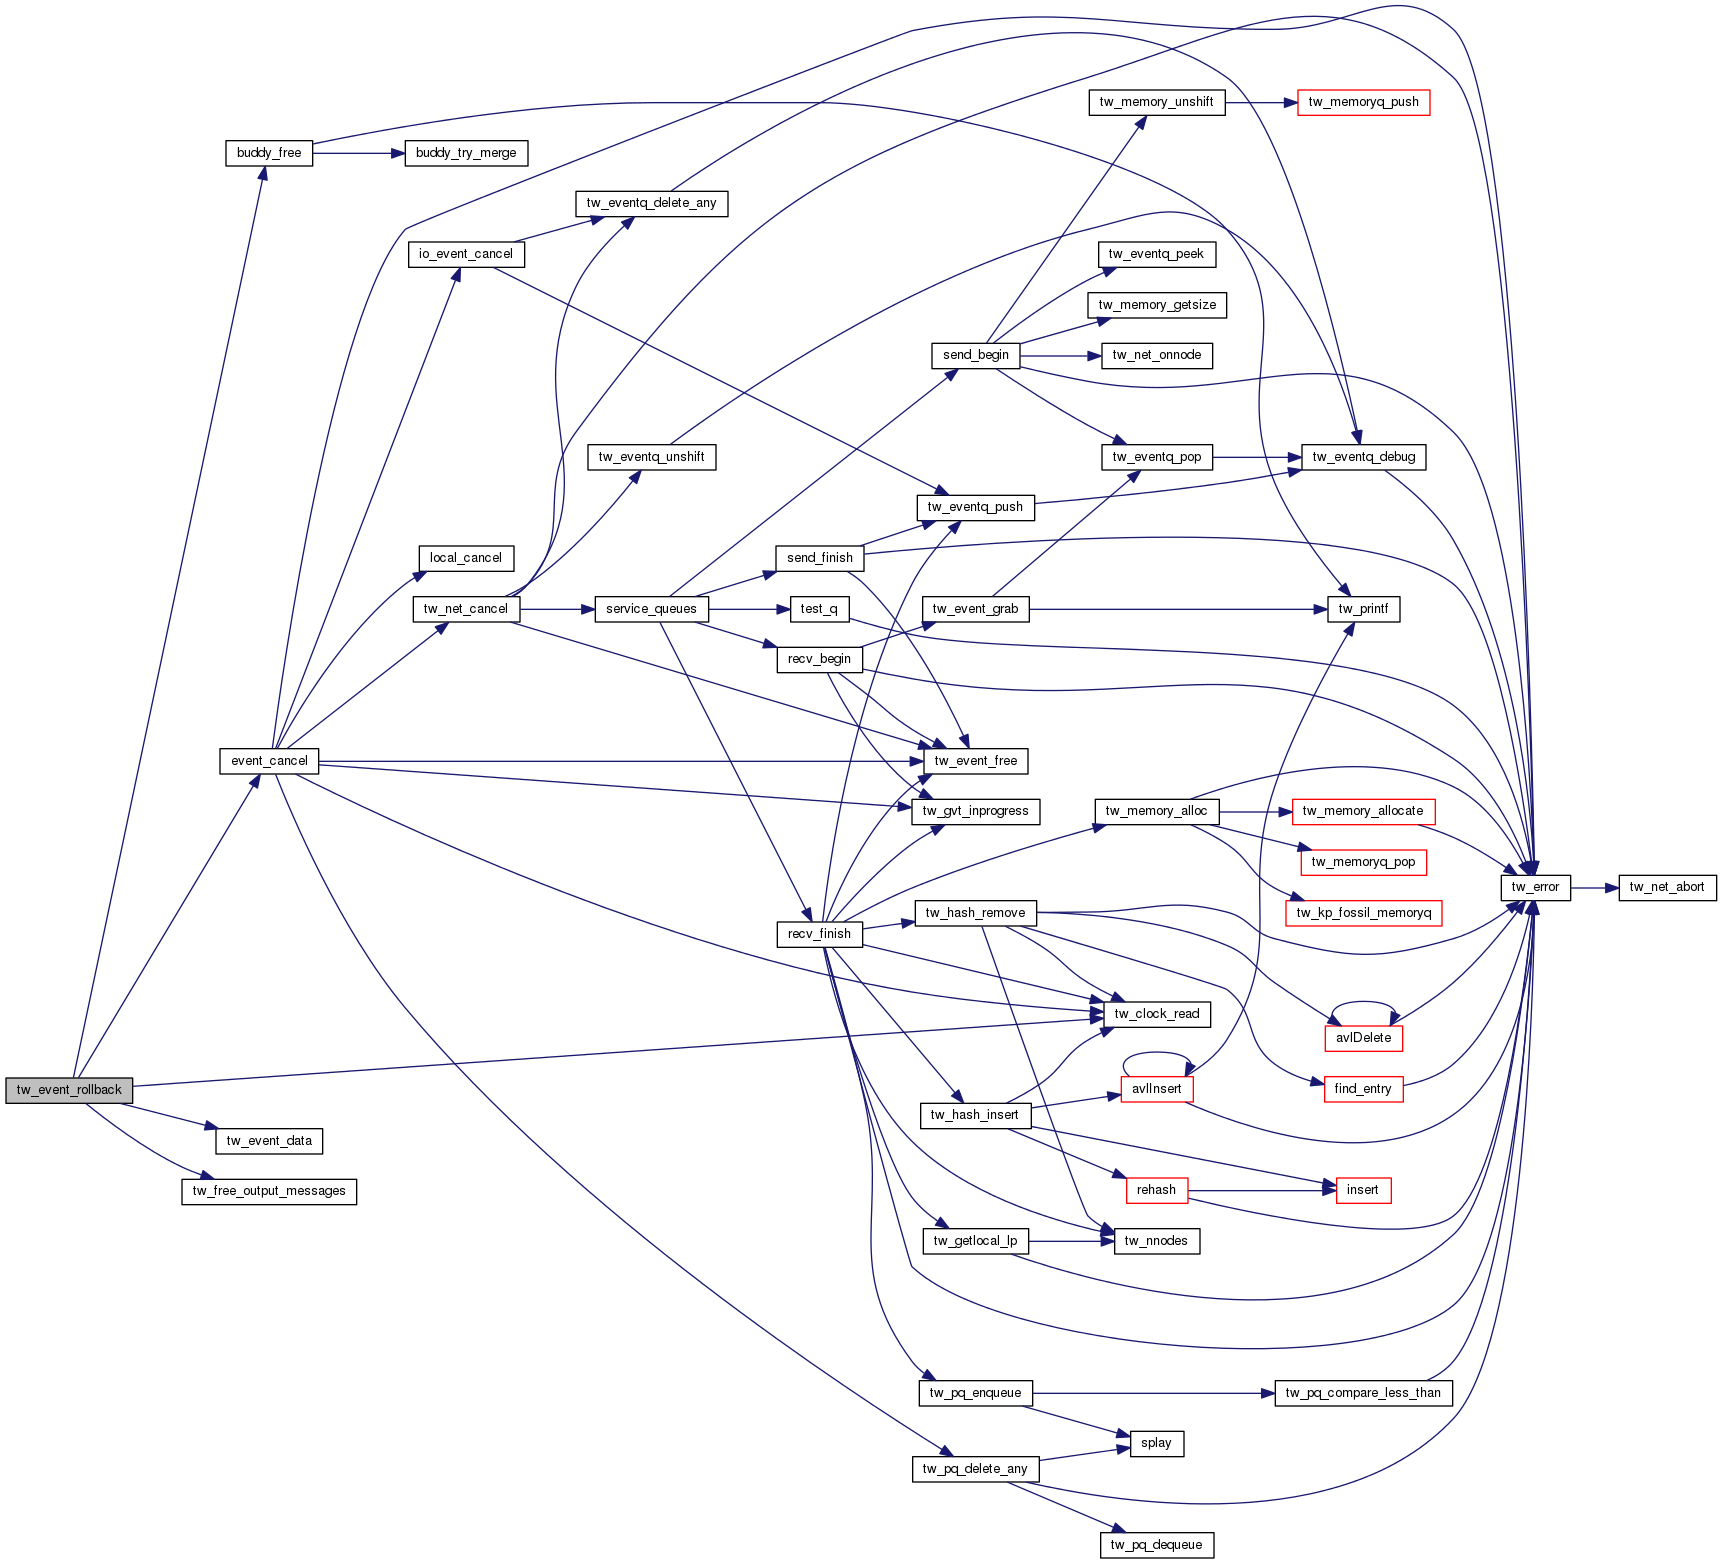 tw_memory_unshift
tw_memoryq_push
buddy_free
buddy_try_merge
tw_eventq_delete_any
io_event_cancel
tw_eventq_peek
tw_memory_getsize
send_begin
tw_net_onnode
tw_eventq_unshift
tw_eventq_pop
tw_eventq_debug
tw_eventq_push
local_cancel
send_finish
tw_net_cancel
service_queues
test_q
tw_event_grab
tw_printf
recv_begin
event_cancel
tw_event_free
tw_gvt_inprogress
tw_memory_alloc
tw_memory_allocate
tw_memoryq_pop
tw_error
tw_net_abort
tw_hash_remove
tw_kp_fossil_memoryq
recv_finish
tw_clock_read
avlDelete
tw_event_rollback
avlInsert
find_entry
tw_hash_insert
tw_event_data
tw_free_output_messages
rehash
insert
tw_getlocal_lp
tw_nnodes
tw_pq_enqueue
tw_pq_compare_less_than
splay
tw_pq_delete_any
tw_pq_dequeue